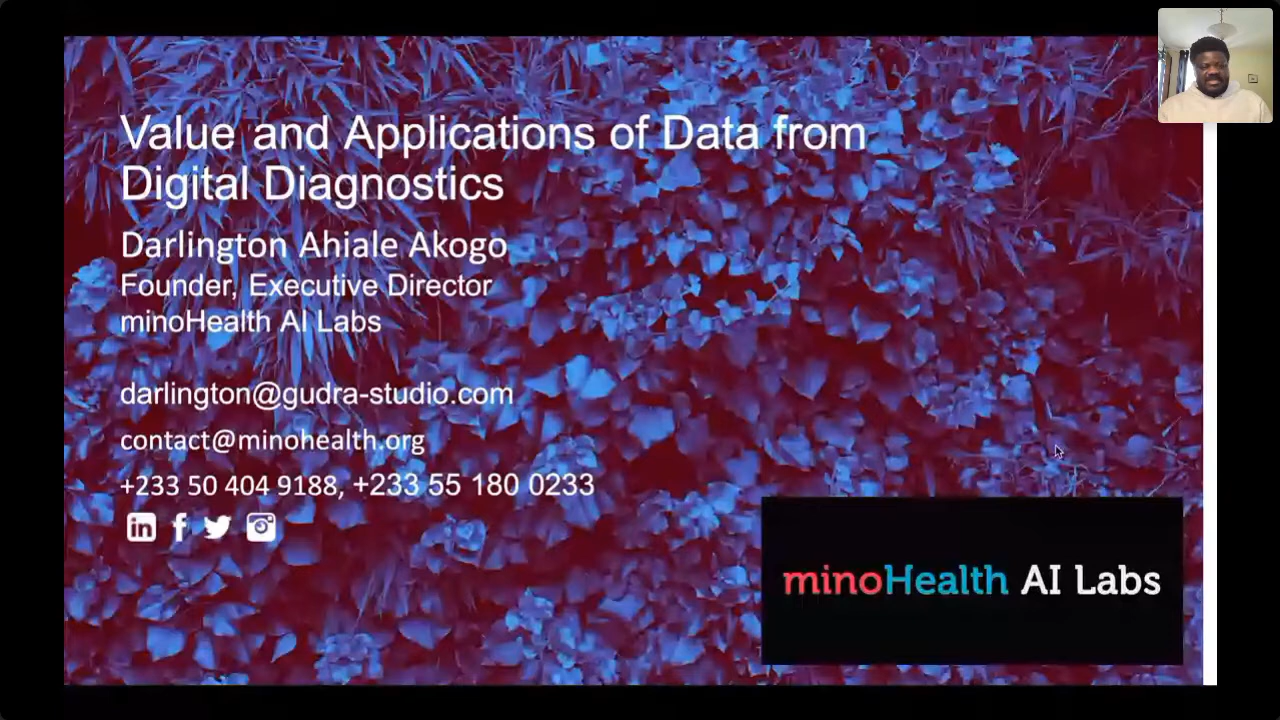 Value and Applications of Data from
Digital Diagnostics
Darlington Ahiale Akogo
Founder, Executive Director
minoHealth AI Labs
darlington@gudra-studio.com
contact@minohealth.org
+233 50 404 9188, +233 55 180 0233
in f
minoHealth AI Labs